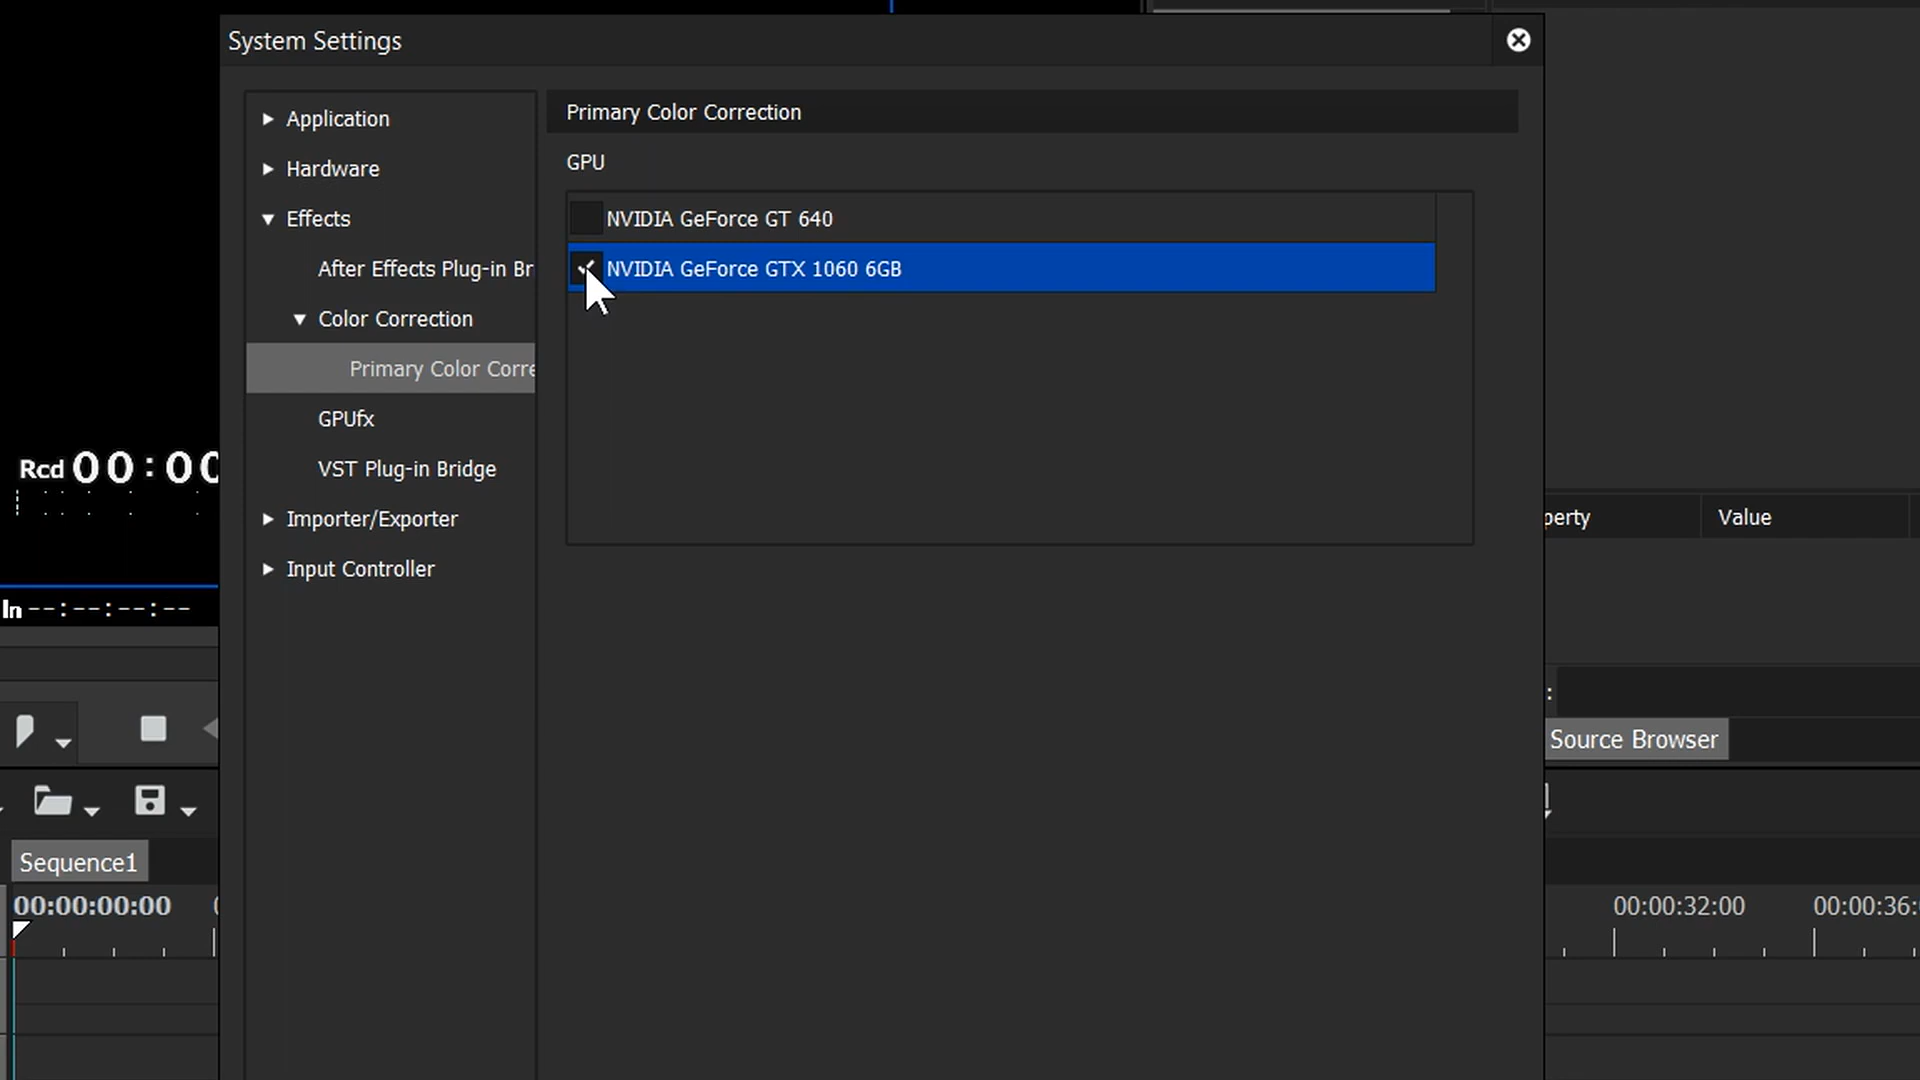 System Settings
Application
Hardware
Effects
After Effects Plug-in Br
Color Correction
Primary Color Corre
GPUfx
VST Plug-in Bridge
Importer/Exporter
Input Controller
Primary Color Correction
GPU
NVIDIA GeForce GT 640
NVIDIA GeForce GTX 1060 6GB
Rcd 00:00
In --:--:--:--
perty
Value
:
Source Browser
Sequence1
00:00:00:00
00:00:32:00
00:00:36: